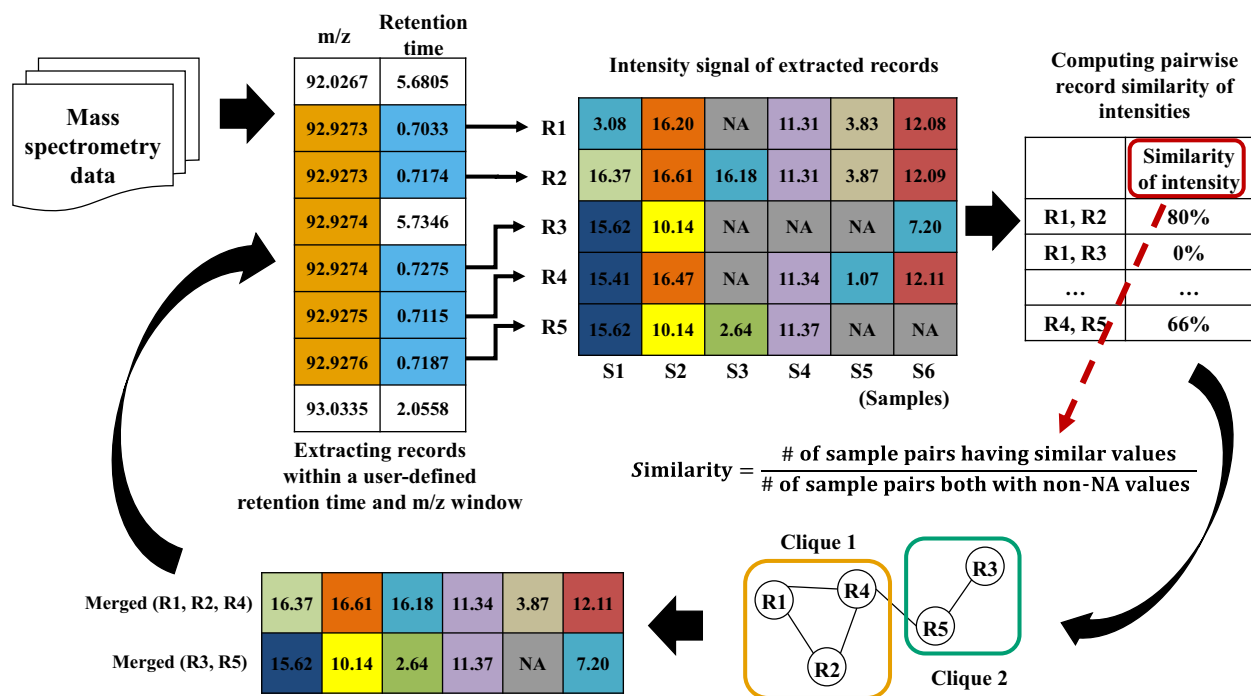 Mass
spectrometry
data
m/z
Retention
time
92.0267 5.6805
92.9273 0.7033
92.9273 0.7174
92.9274 5.7346
92.9274 0.7275
92.9275 0.7115
92.9276 0.7187
93.0335 2.0558
Extracting records
within a user-defined
retention time and m/z window
Intensity signal of extracted records
R1 3.08 16.20 NA 11.31 3.83 12.08
R2 16.37 16.61 16.18 11.31 3.87 12.09
R3 15.62 10.14 NA NA NA 7.20
R4 15.41 16.47 NA 11.34 1.07 12.11
R5 15.62 10.14 2.64 11.37 NA NA
S1 S2 S3 S4 S5 S6
(Samples)
Computing pairwise
record similarity of
intensities
Similarity
of intensity
R1, R2 80%
R1, R3 0%
... ...
R4, R5 66%
# of sample pairs having similar values
Similarity =
# of sample pairs both with non-NA values
Clique 1
R1
R4
R2
R3
R5
Clique 2
Merged (R1, R2, R4) 16.37 16.61 16.18 11.34 3.87 12.11
Merged (R3, R5) 15.62 10.14 2.64 11.37 NA 7.20